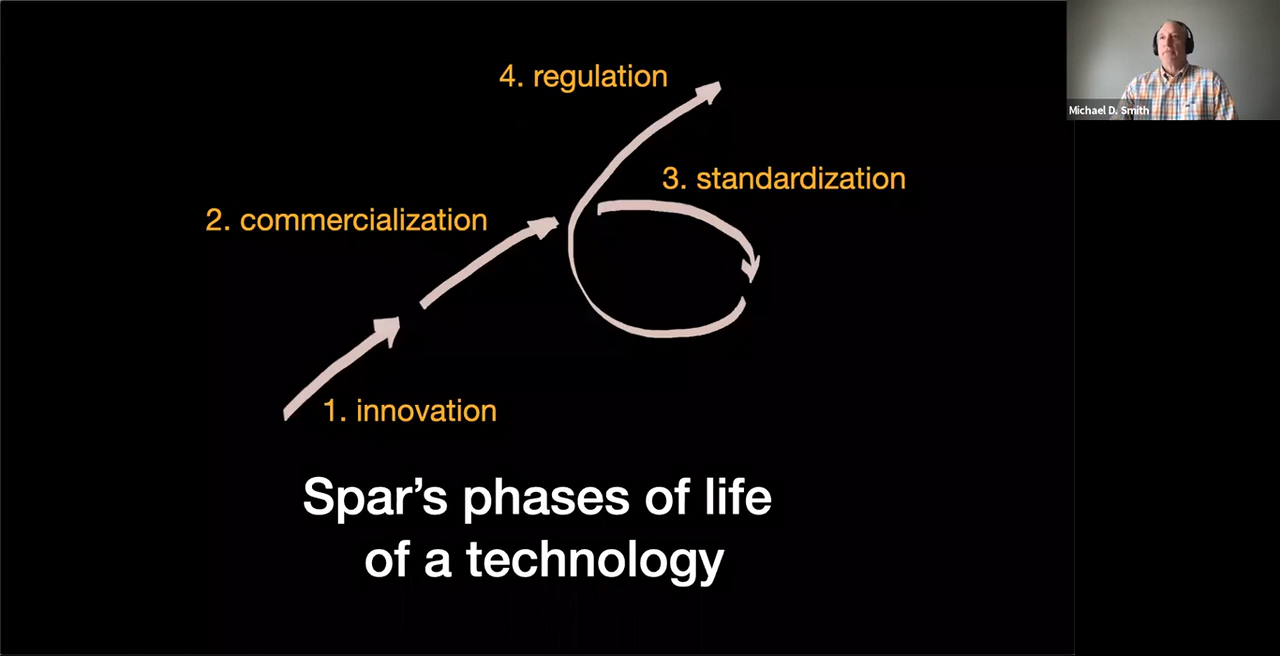 4. regulation
Michael D. Smith
3. standardization
2. commercialization
1. innovation
Spar's phases of life
of a technology